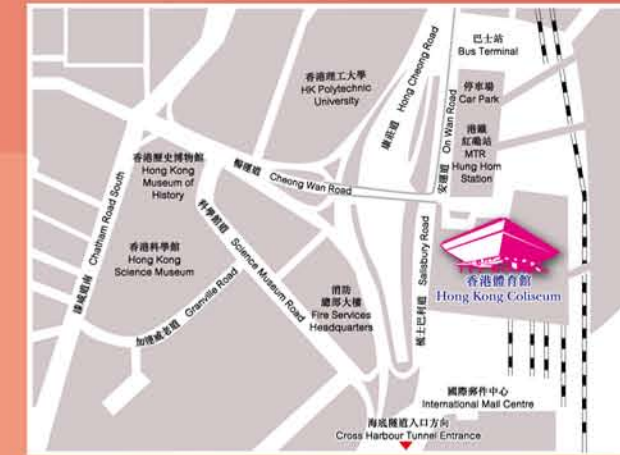 巴士站
Bus Terminal
香港理工大學
HK Polytechnic
University
康莊道 Hong Cheong Road
停車場
Car Park
安運道 On Wan Road
港鐵
紅磡站
MTR
Hung Hom
Station
香港歷史博物館
Hong Kong
Museum of
History
暢運道 Cheong Wan Road
漆咸道南 Chatham Road South
科學館道 Science Museum Road
香港科學館
Hong Kong
Science Museum
梳士巴利道 Salisbury Road
香港體育館
Hong Kong Coliseum
消防
總部大樓
Fire Services
Headquarters
加連威老道 Granville Road
國際郵件中心
International Mail Centre
海底隧道入口方向
Cross Harbour Tunnel Entrance